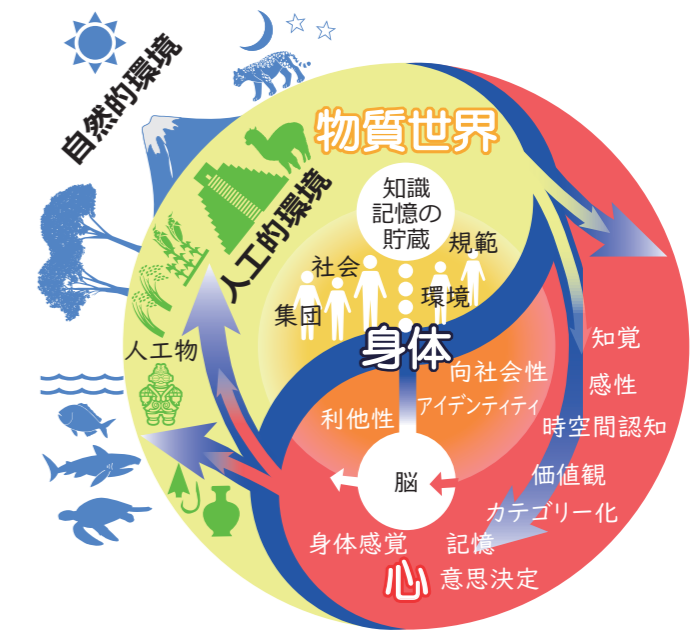 自然的環境
物質世界
人工的環境
知識
記憶の
貯蔵
規範
社会
環境
集団
身体
人工物
知覚
向社会性
感性
アイデンティティ
利他性
時空間認知
価値観
脳
カテゴリー化
身体感覚
記憶
心
意思決定